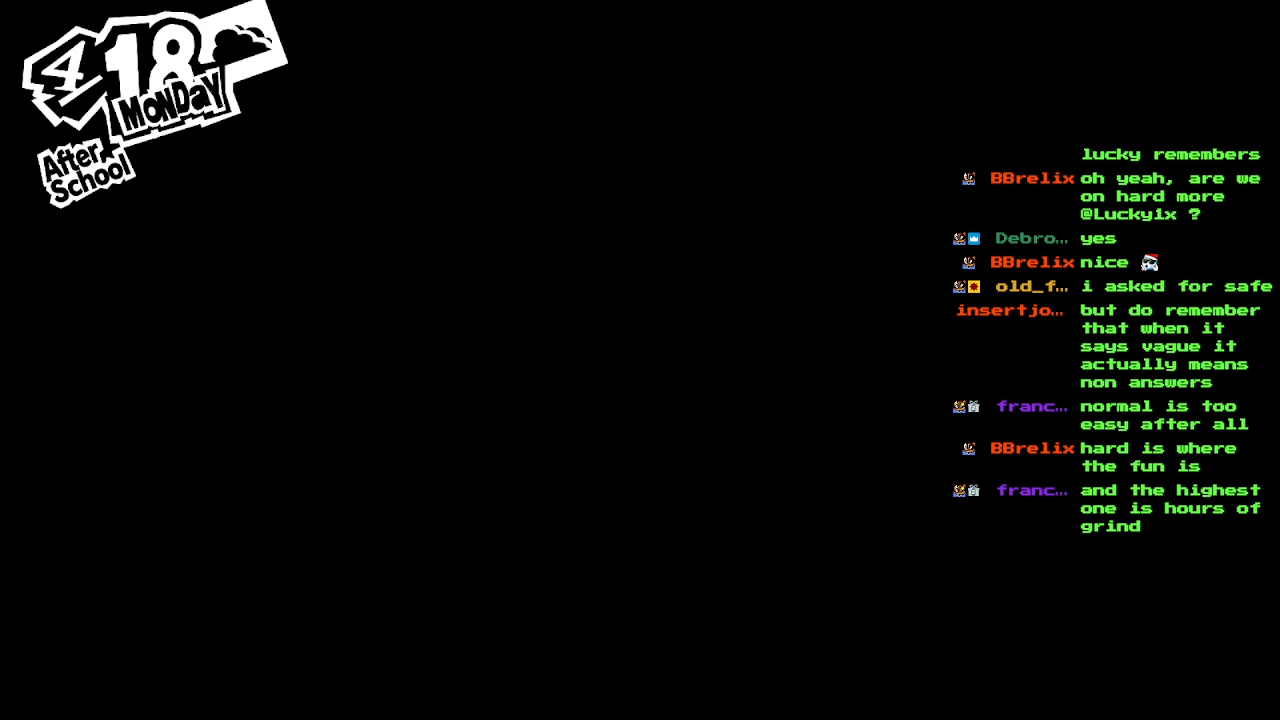 4 18
MONDAY
After
School
lucky remembers
BBrelix oh yeah, are we
on hard more
@Lucky1x ?
Debro... yes
BBrelix nice
old_f... i asked for safe
insertjo... but do remember
that when it
says vague it
actually means
non answers
franc... normal is too
easy after all
BBrelix hard is where
the fun is
franc... and the highest
one is hours of
grind